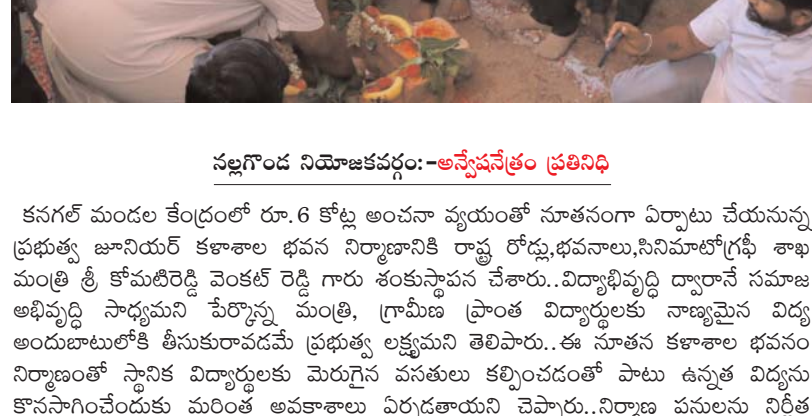 నల్లగొండ నియోజకవర్గం:-అన్వేషనేత్రం ప్రతినిధి
కనగల్ మండల కేంద్రంలో రూ.6 కోట్ల అంచనా వ్యయంతో నూతనంగా ఏర్పాటు చేయనున్న
ప్రభుత్వ జూనియర్ కళాశాల భవన నిర్మాణానికి రాష్ట్ర రోడ్లు,భవనాలు,సినిమాటోగ్రఫీ శాఖ
మంత్రి శ్రీ కోమటిరెడ్డి వెంకట్ రెడ్డి గారు శంకుస్థాపన చేశారు..విద్యాభివృద్ధి ద్వారానే సమాజ
అభివృద్ధి సాధ్యమని పేర్కొన్న మంత్రి, గ్రామీణ ప్రాంత విద్యార్థులకు నాణ్యమైన విద్య
అందుబాటులోకి తీసుకురావడమే ప్రభుత్వ లక్ష్యమని తెలిపారు..ఈ నూతన కళాశాల భవనం
నిర్మాణంతో స్థానిక విద్యార్థులకు మెరుగైన వసతులు కల్పించడంతో పాటు ఉన్నత విద్యను
కొనసాగించేందుకు మరింత అవకాశాలు ఏర్పడతాయని చెప్పారు..నిర్మాణ పనులను నిర్ణీత